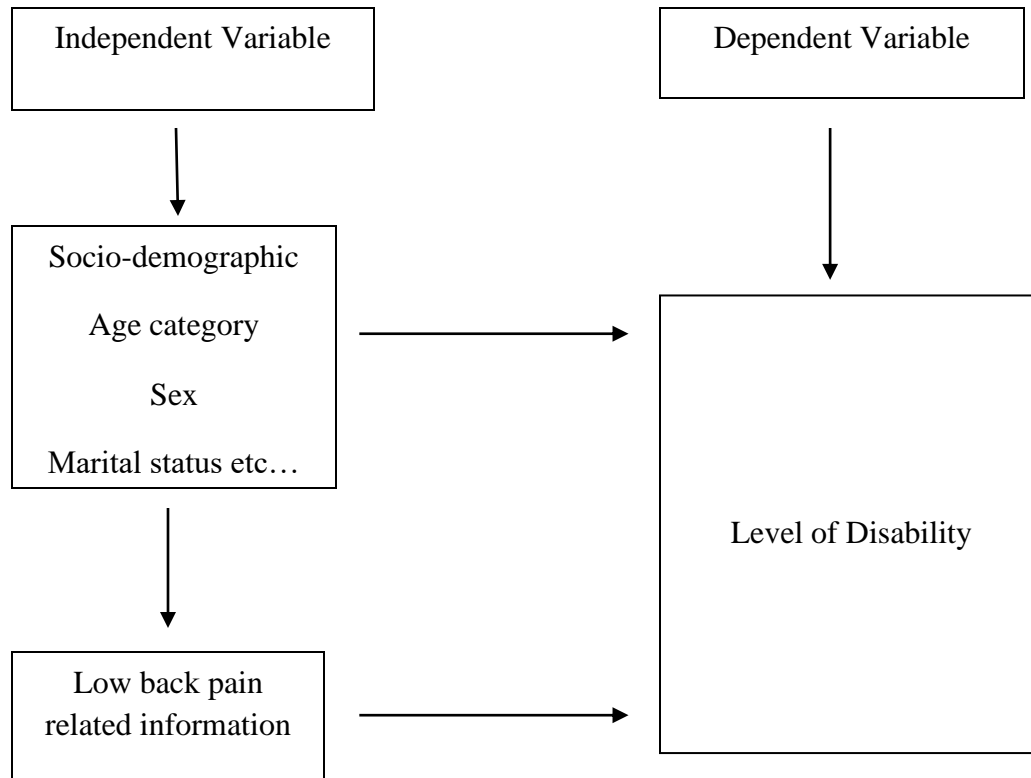 Independent Variable
Dependent Variable
Socio-demographic
Age category
Sex
Marital status etc…
Level of Disability
Low back pain
related information